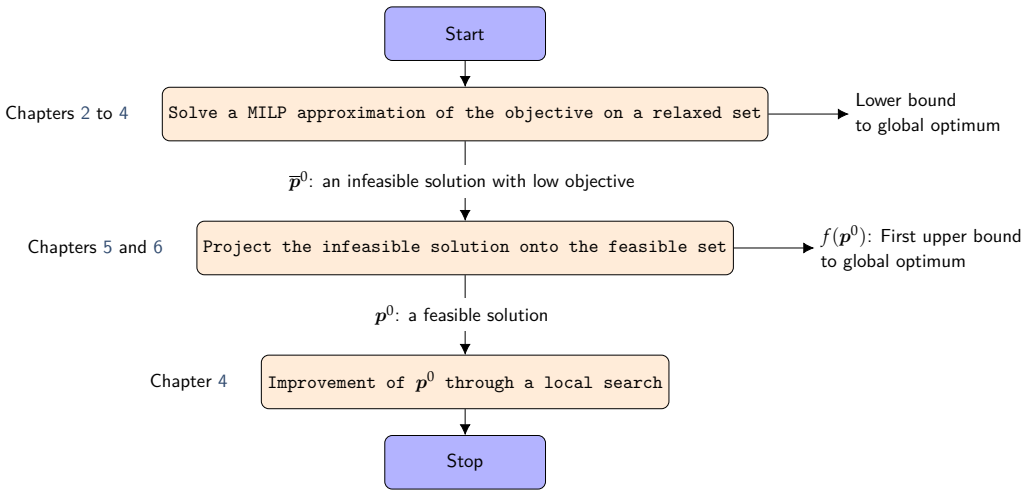 Start
Chapters 2 to 4
Solve a MILP approximation of the objective on a relaxed set
Lower bound
to global optimum
p̅⁰: an infeasible solution with low objective
Chapters 5 and 6
Project the infeasible solution onto the feasible set
f(p⁰): First upper bound
to global optimum
p⁰: a feasible solution
Chapter 4
Improvement of p⁰ through a local search
Stop